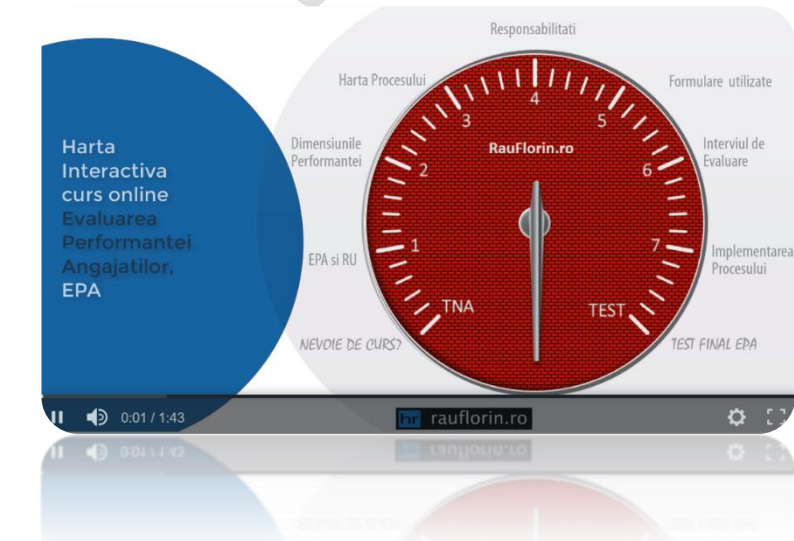 Harta
Interactiva
curs online
Evaluarea
Performantei
Angajatilor,
EPA
Responsabilitati
Harta Procesului
Formulare utilizate
Dimensiunile
Performantei
Interviul de
Evaluare
EPA si RU
Implementarea
Procesului
NEVOIE DE CURS?
TEST FINAL EPA
RauFlorin.ro
TNA
1
2
3
4
5
6
7
TEST
0:01 / 1:43
hr rauflorin.ro